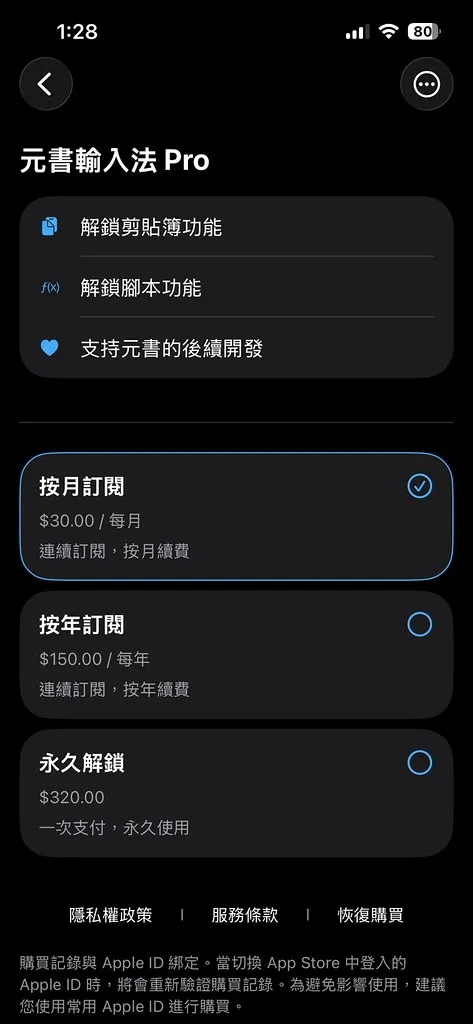 1:28
80
元書輸入法 Pro
解鎖剪貼簿功能
f(x) 解鎖腳本功能
支持元書的後續開發
按月訂閱
$30.00 / 每月
連續訂閱，按月續費
按年訂閱
$150.00 / 每年
連續訂閱，按年續費
永久解鎖
$320.00
一次支付，永久使用
隱私權政策 | 服務條款 | 恢復購買
購買記錄與 Apple ID 綁定。當切換 App Store 中登入的
Apple ID 時，將會重新驗證購買記錄。為避免影響使用，建議
您使用常用 Apple ID 進行購買。